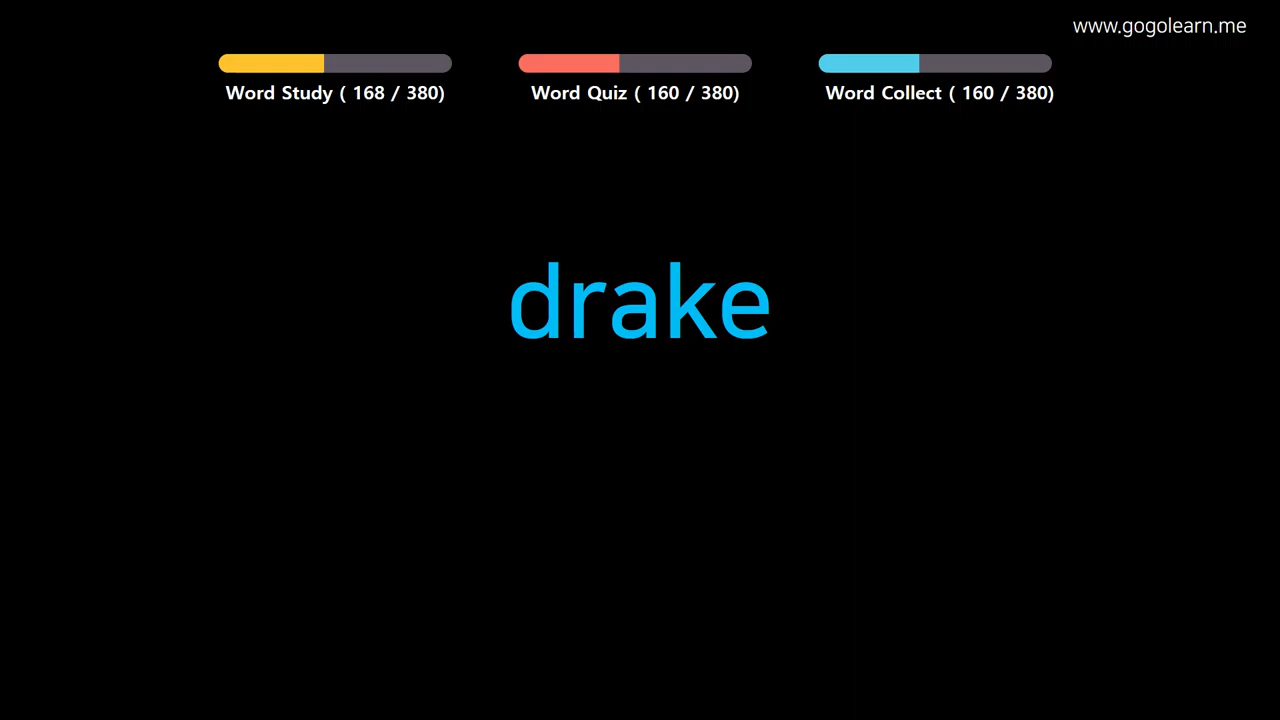 www.gogolearn.me
Word Study ( 168 / 380)
Word Quiz ( 160 / 380)
Word Collect ( 160 / 380)
drake